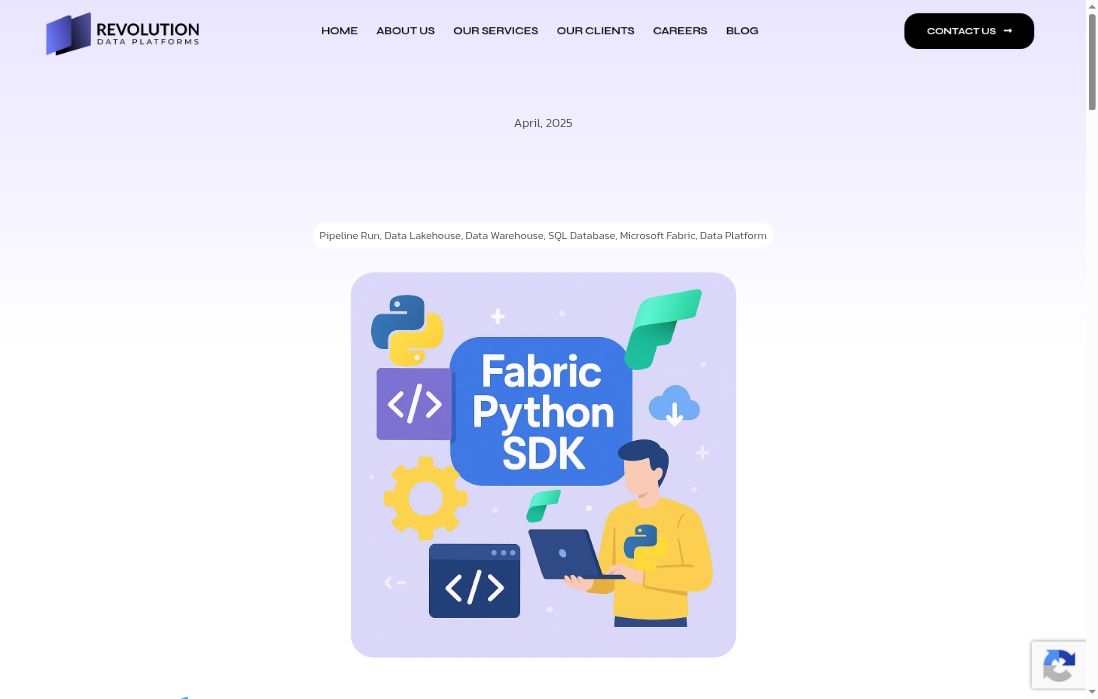 REVOLUTION
DATA PLATFORMS
HOME ABOUT US OUR SERVICES OUR CLIENTS CAREERS BLOG
CONTACT US →
April, 2025
Pipeline Run, Data Lakehouse, Data Warehouse, SQL Database, Microsoft Fabric, Data Platform
Fabric
Python
SDK
</>
</>